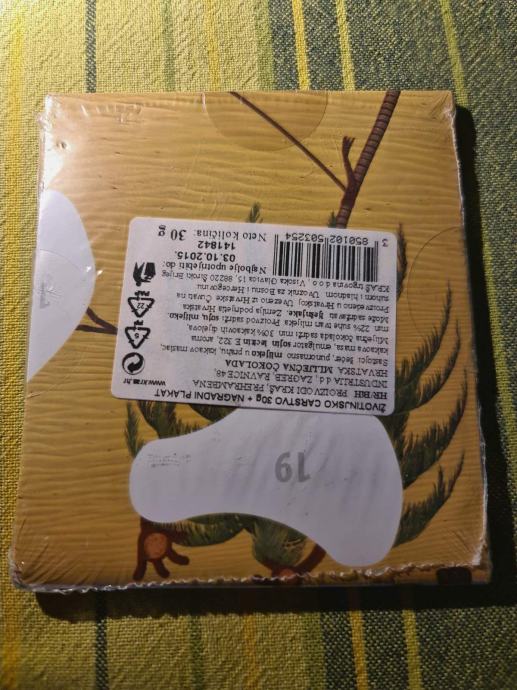 ŽIVOTINJSKO CARSTVO 30g + NAGRADNI PLAKAT
HR/BIH PROIZVODI KRAŠ, PREHRAMBENA
INDUSTRIJA, d.d., ZAGREB, RAVNICE 48,
HRVATSKA. MLIJEČNA ČOKOLADA
Sastojci: šećer, punomasno mlijeko u prahu, kakaov maslac,
kakaova masa, emulgator: sojin lecitin E 322, aroma
Mliječna čokolada sadrži min. 30% kakaovih dijelova,
min. 22% suhe tvari mlijeka. Proizvod sadrži soju, mlijeko.
Može sadržati lješnjake. Zemlja podrijetla Hrvatska
Proizvedeno u Hrvatskoj. Uvezeno iz Hrvatske. Čuvati na
suhom i hladnom. Uvoznik u Bosnu i Hercegovinu
KRAŠ-trgovina d.o.o., Visoka Glavica 15, 88220 Široki Brijeg
Najbolje upotrijebiti do:
03.10.2015.
141842
Neto količina: 30 g
3 850102 503254
www.kras.hr
19